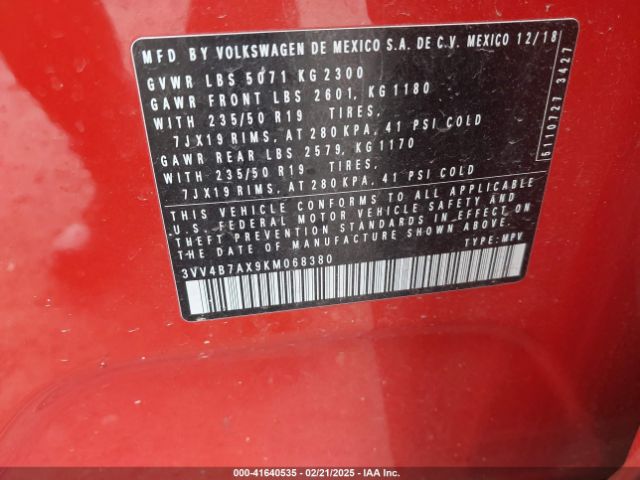 MFD BY VOLKSWAGEN DE MEXICO S.A. DE C.V. MEXICO 12/18
GVWR LBS 5071 KG 2300
GAWR FRONT LBS 2601, KG 1180
WITH 235/50 R19 TIRES,
7JX19 RIMS, AT 280 KPA, 41 PSI COLD
GAWR REAR LBS 2579, KG 1170
WITH 235/50 R19 TIRES,
7JX19 RIMS, AT 280 KPA, 41 PSI COLD
THIS VEHICLE CONFORMS TO ALL APPLICABLE
U.S. FEDERAL MOTOR VEHICLE SAFETY AND
THEFT PREVENTION STANDARDS IN EFFECT ON
THE DATE OF MANUFACTURE SHOWN ABOVE.
3VV4B7AX9KM068380 TYPE: MPV
5110727 3427
000-41640535 - 02/21/2025 - IAA Inc.